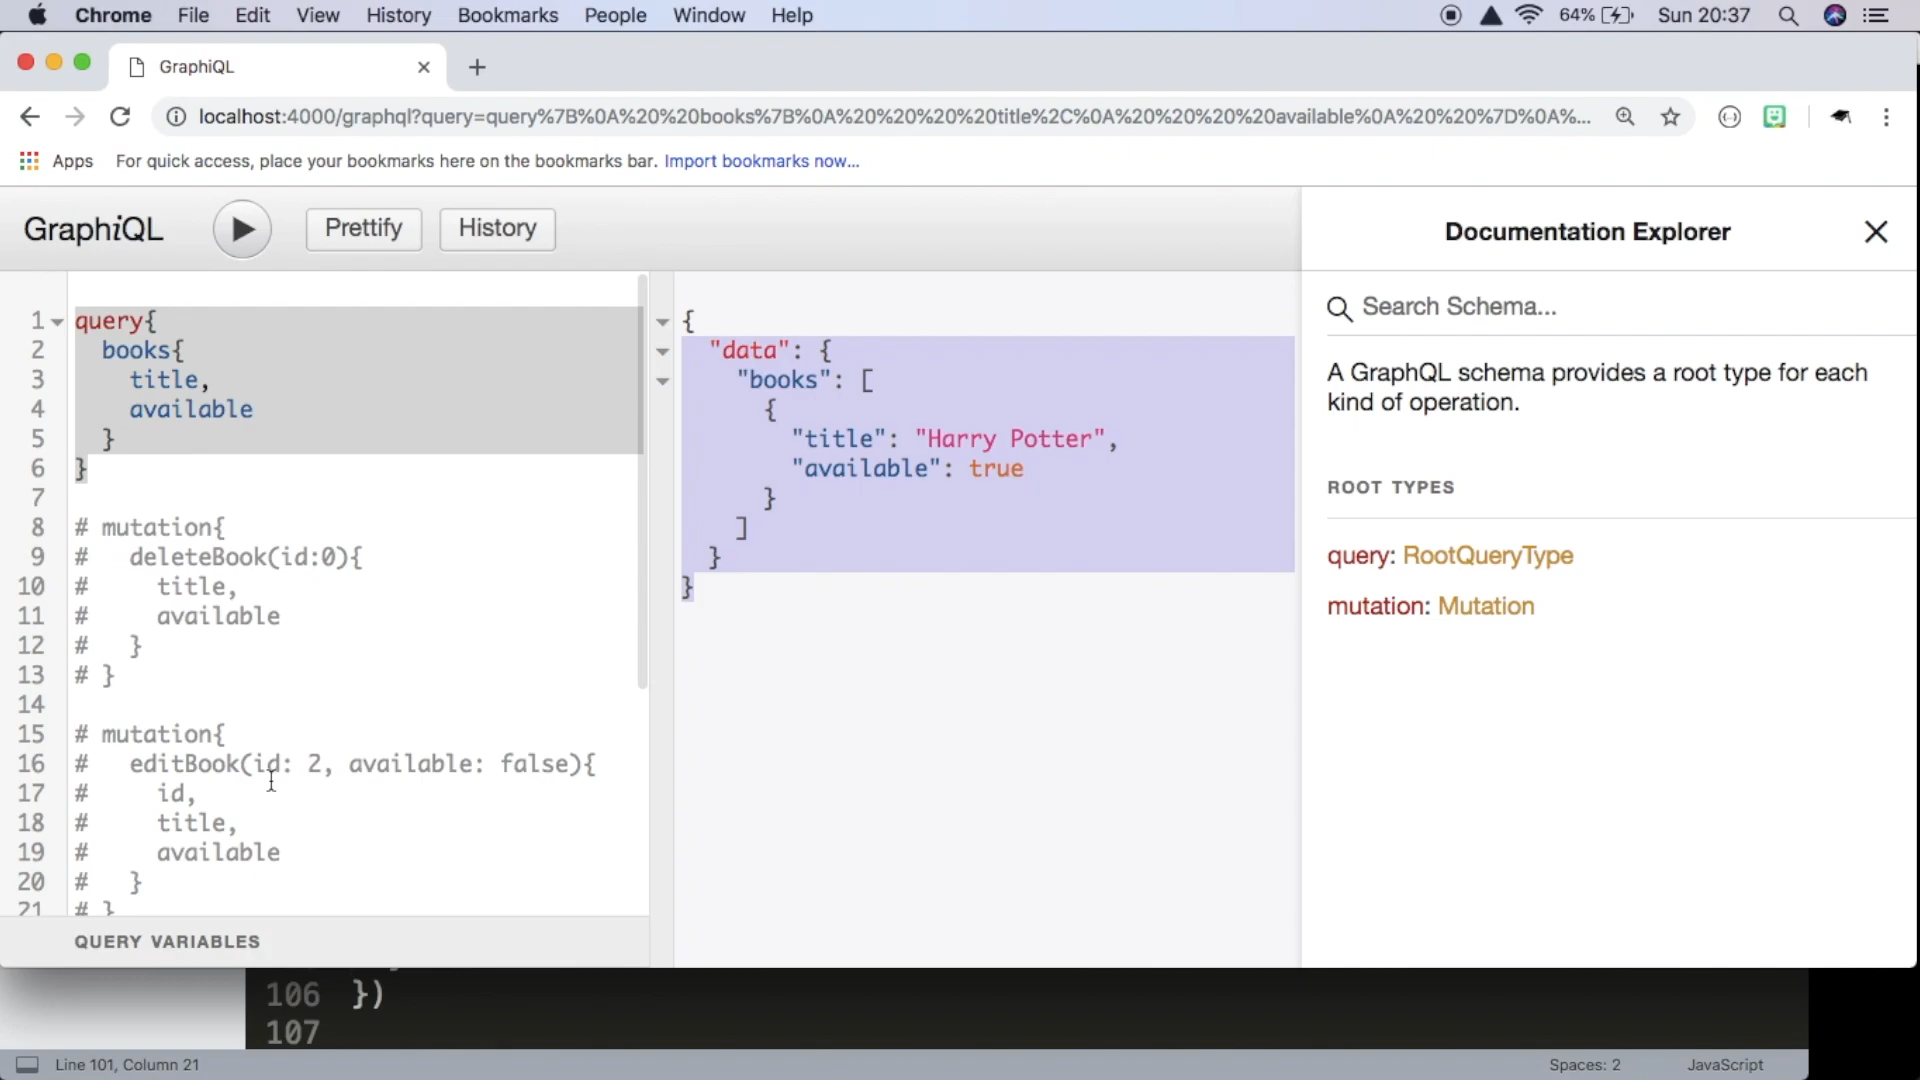 Chrome File Edit View History Bookmarks People Window Help 64% Sun 20:37
GraphiQL
localhost:4000/graphql?query=query%7B%0A%20%20books%7B%0A%20%20%20%20title%2C%0A%20%20%20%20available%0A%20%20%7D%0A%...
Apps For quick access, place your bookmarks here on the bookmarks bar. Import bookmarks now...
GraphiQL Prettify History
1 query{
2 books{
3 title,
4 available
5 }
6 }
7
8 # mutation{
9 # deleteBook(id:0){
10 # title,
11 # available
12 # }
13 # }
14
15 # mutation{
16 # editBook(id: 2, available: false){
17 # id,
18 # title,
19 # available
20 # }
21 # }
QUERY VARIABLES
{
"data": {
"books": [
{
"title": "Harry Potter",
"available": true
}
]
}
}
Documentation Explorer
Search Schema...
A GraphQL schema provides a root type for each
kind of operation.
ROOT TYPES
query: RootQueryType
mutation: Mutation
106 })
107
Line 101, Column 21 Spaces: 2 JavaScript